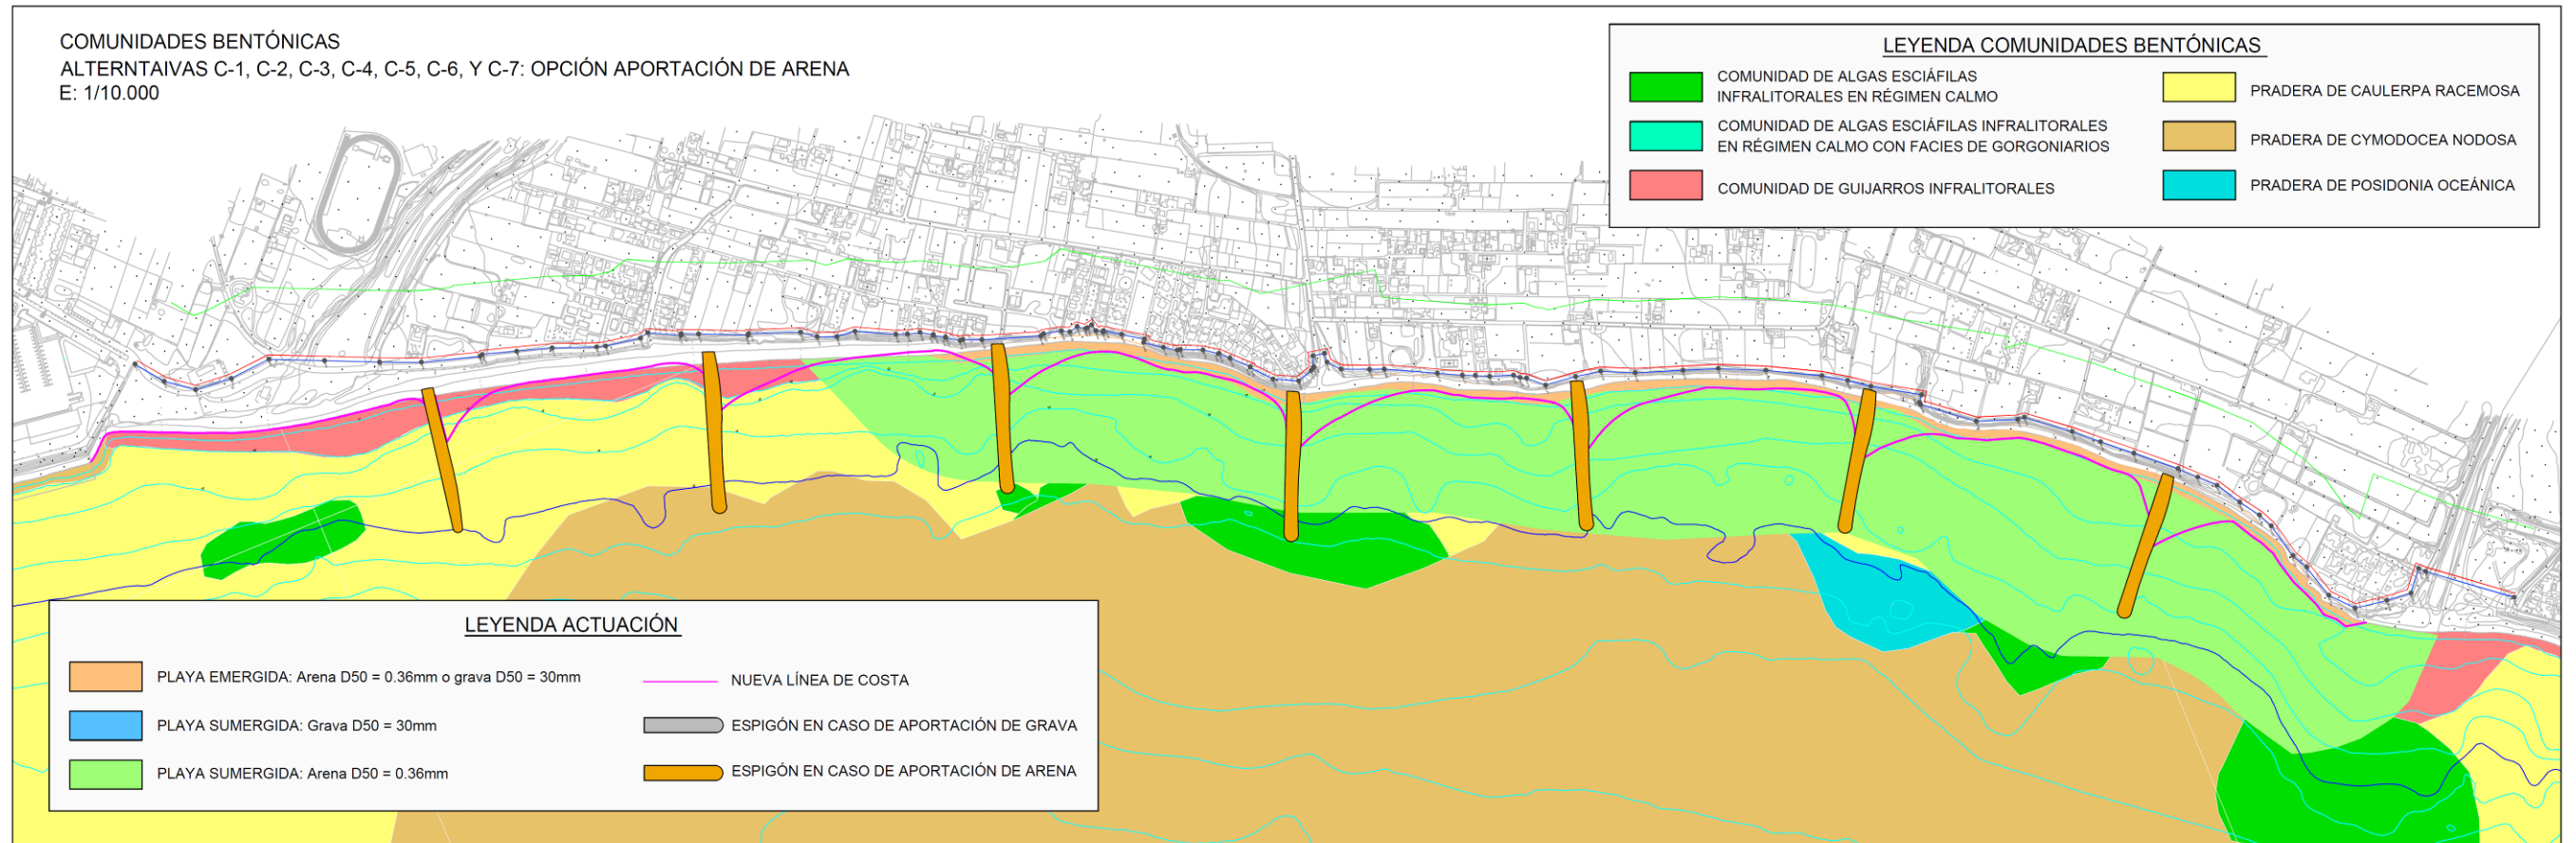 COMUNIDADES BENTÓNICAS
ALTERNTAIVAS C-1, C-2, C-3, C-4, C-5, C-6, Y C-7: OPCIÓN APORTACIÓN DE ARENA
E: 1/10.000
LEYENDA COMUNIDADES BENTÓNICAS
COMUNIDAD DE ALGAS ESCIÁFILAS
INFRALITORALES EN RÉGIMEN CALMO
COMUNIDAD DE ALGAS ESCIÁFILAS INFRALITORALES
EN RÉGIMEN CALMO CON FACIES DE GORGONIARIOS
COMUNIDAD DE GUIJARROS INFRALITORALES
PRADERA DE CAULERPA RACEMOSA
PRADERA DE CYMODOCEA NODOSA
PRADERA DE POSIDONIA OCEÁNICA
LEYENDA ACTUACIÓN
PLAYA EMERGIDA: Arena D50 = 0.36mm o grava D50 = 30mm
PLAYA SUMERGIDA: Grava D50 = 30mm
PLAYA SUMERGIDA: Arena D50 = 0.36mm
NUEVA LÍNEA DE COSTA
ESPIGÓN EN CASO DE APORTACIÓN DE GRAVA
ESPIGÓN EN CASO DE APORTACIÓN DE ARENA